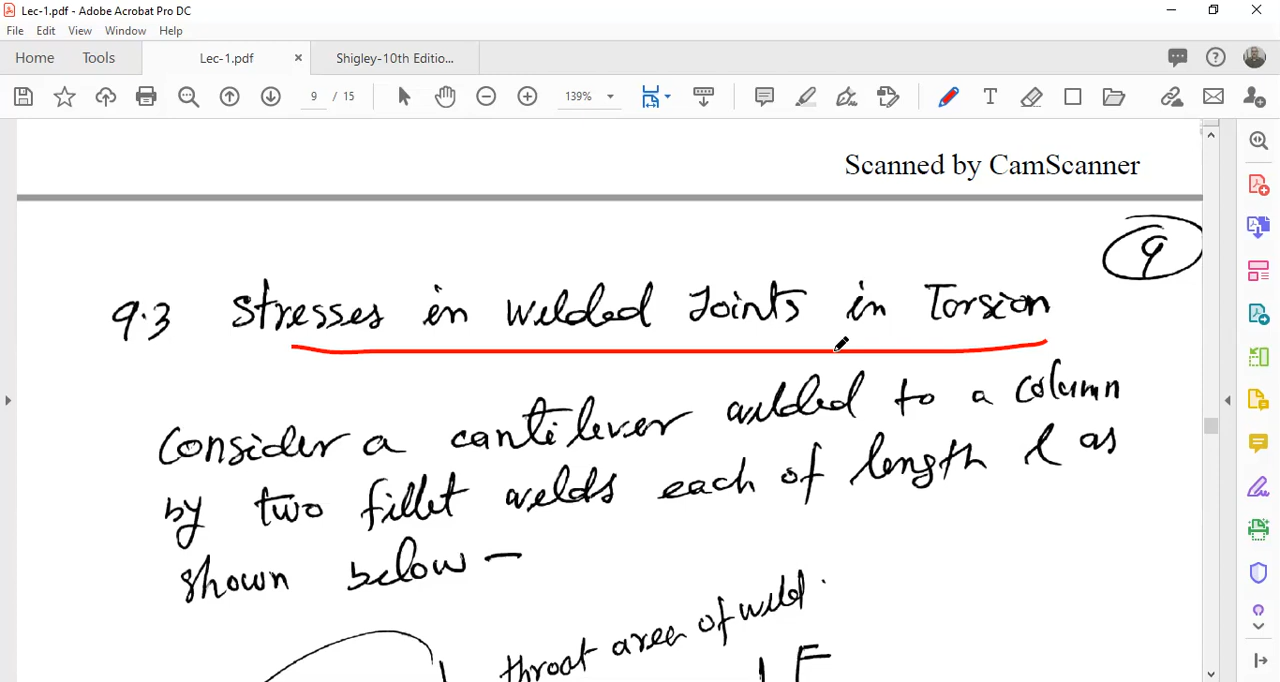 Lec-1.pdf - Adobe Acrobat Pro DC
File Edit View Window Help
Home Tools Lec-1.pdf × Shigley-10th Editio...
9 / 15 139%
Scanned by CamScanner
9
9.3 Stresses in Welded Joints in Torsion
Consider a cantilever welded to a column
by two fillet welds each of length l as
shown below —
throat area of weld.
F